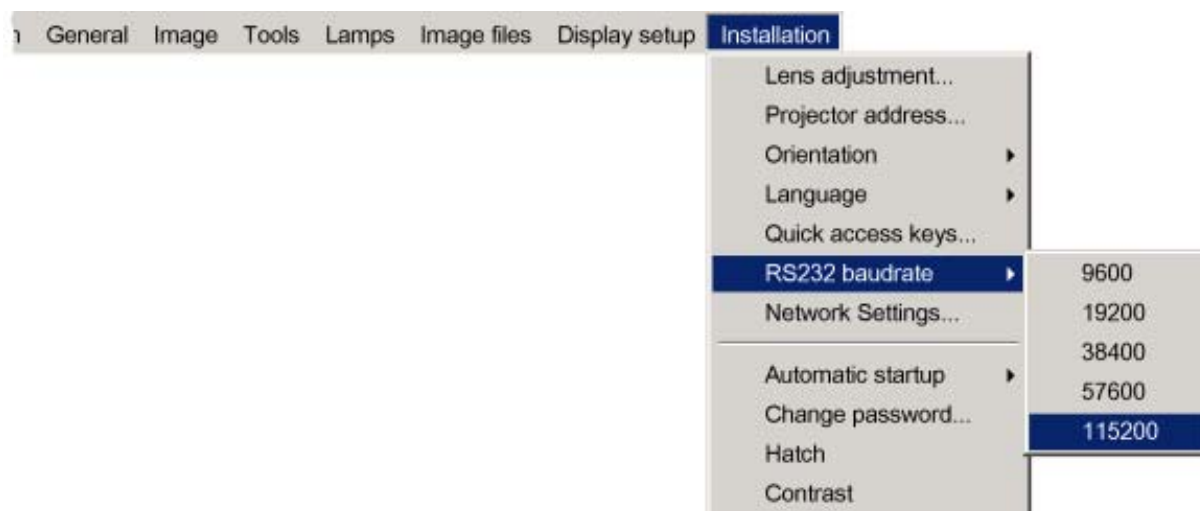 n General Image Tools Lamps Image files Display setup Installation
Lens adjustment...
Projector address...
Orientation
Language
Quick access keys...
RS232 baudrate
Network Settings...
Automatic startup
Change password...
Hatch
Contrast
9600
19200
38400
57600
115200